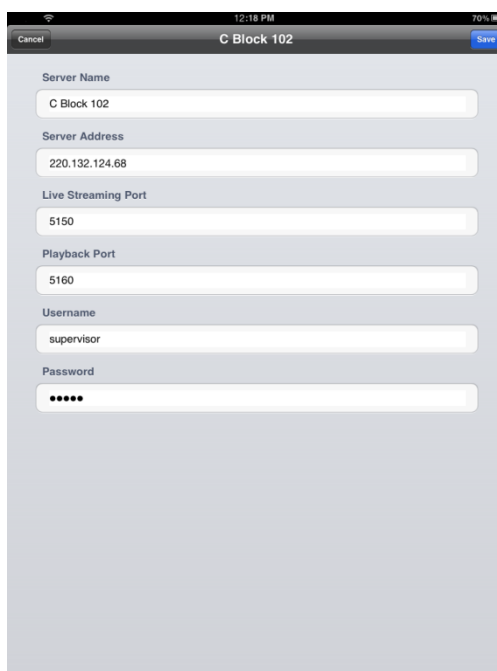 12:18 PM
70%
Cancel
C Block 102
Save
Server Name
C Block 102
Server Address
220.132.124.68
Live Streaming Port
5150
Playback Port
5160
Username
supervisor
Password
●●●●●